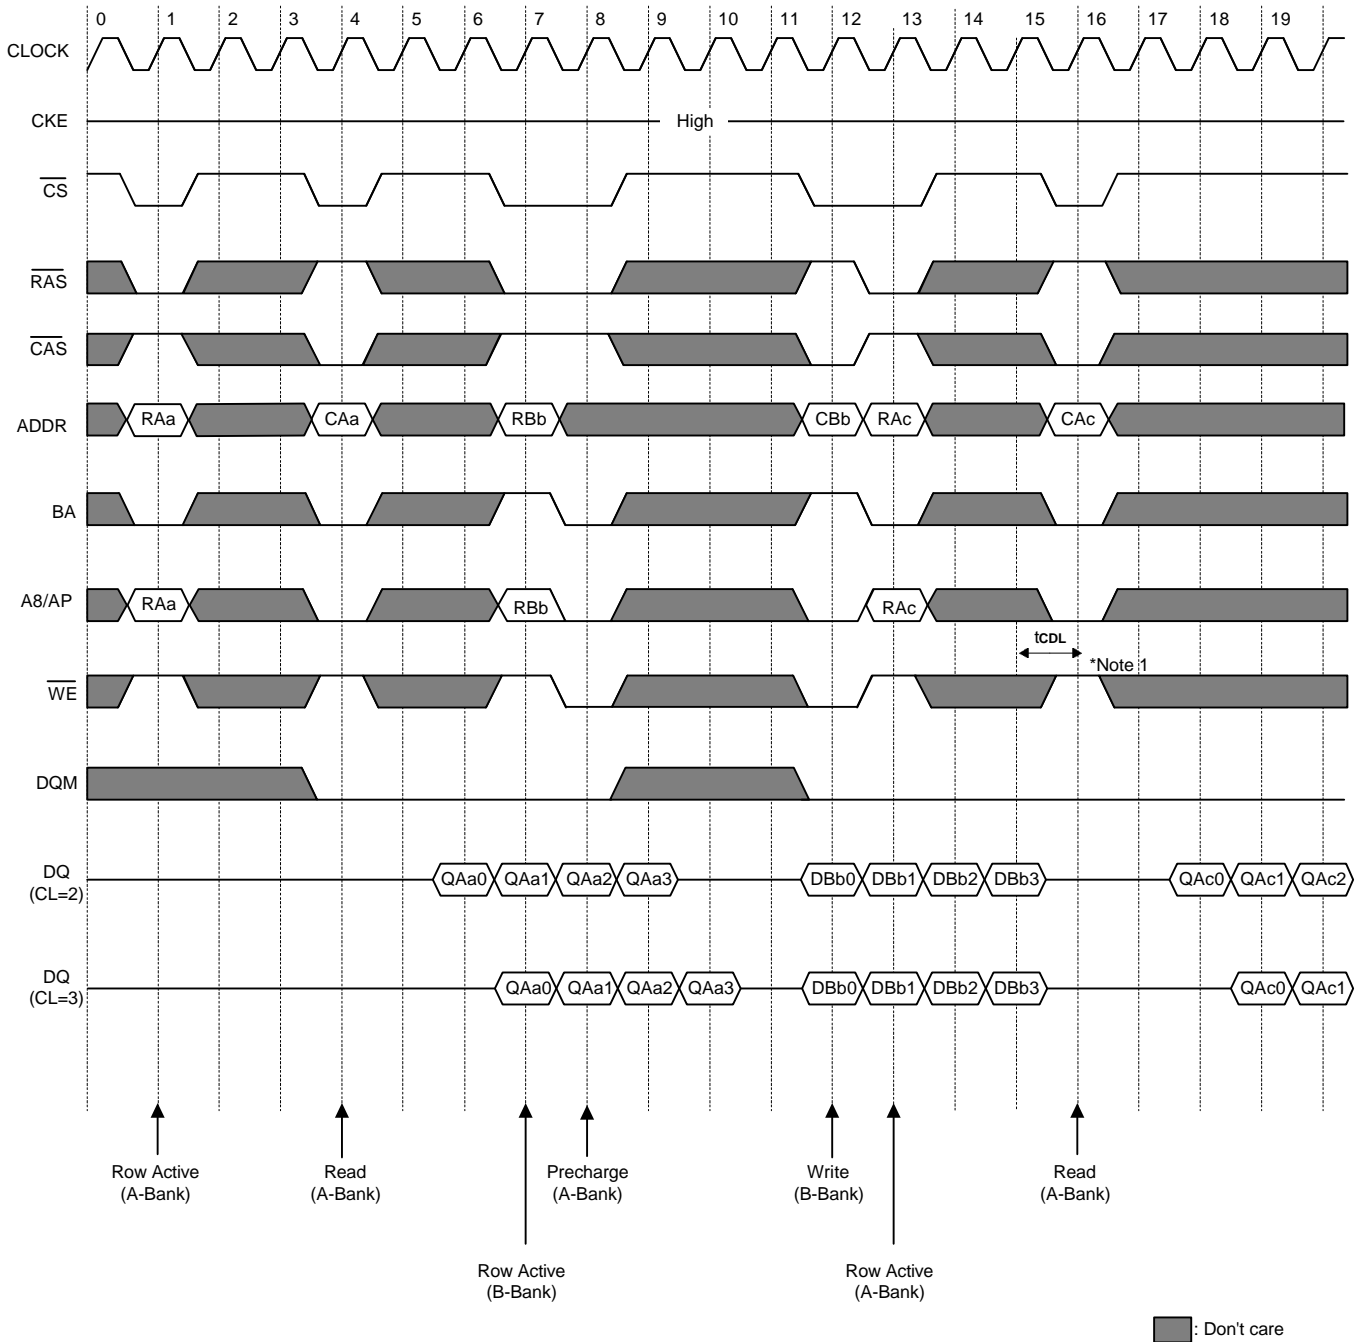 0 1 2 3 4 5 6 7 8 9 10 11 12 13 14 15 16 17 18 19
CLOCK
CKE
High
CS
RAS
CAS
ADDR
RAa CAa RBb CBb RAc CAc
BA
A8/AP
RAa RBb RAc
tCDL
*Note 1
WE
DQM
DQ
(CL=2)
QAa0 QAa1 QAa2 QAa3 DBb0 DBb1 DBb2 DBb3 QAc0 QAc1 QAc2
DQ
(CL=3)
QAa0 QAa1 QAa2 QAa3 DBb0 DBb1 DBb2 DBb3 QAc0 QAc1
Row Active
(A-Bank)
Read
(A-Bank)
Precharge
(A-Bank)
Write
(B-Bank)
Read
(A-Bank)
Row Active
(B-Bank)
Row Active
(A-Bank)
: Don't care